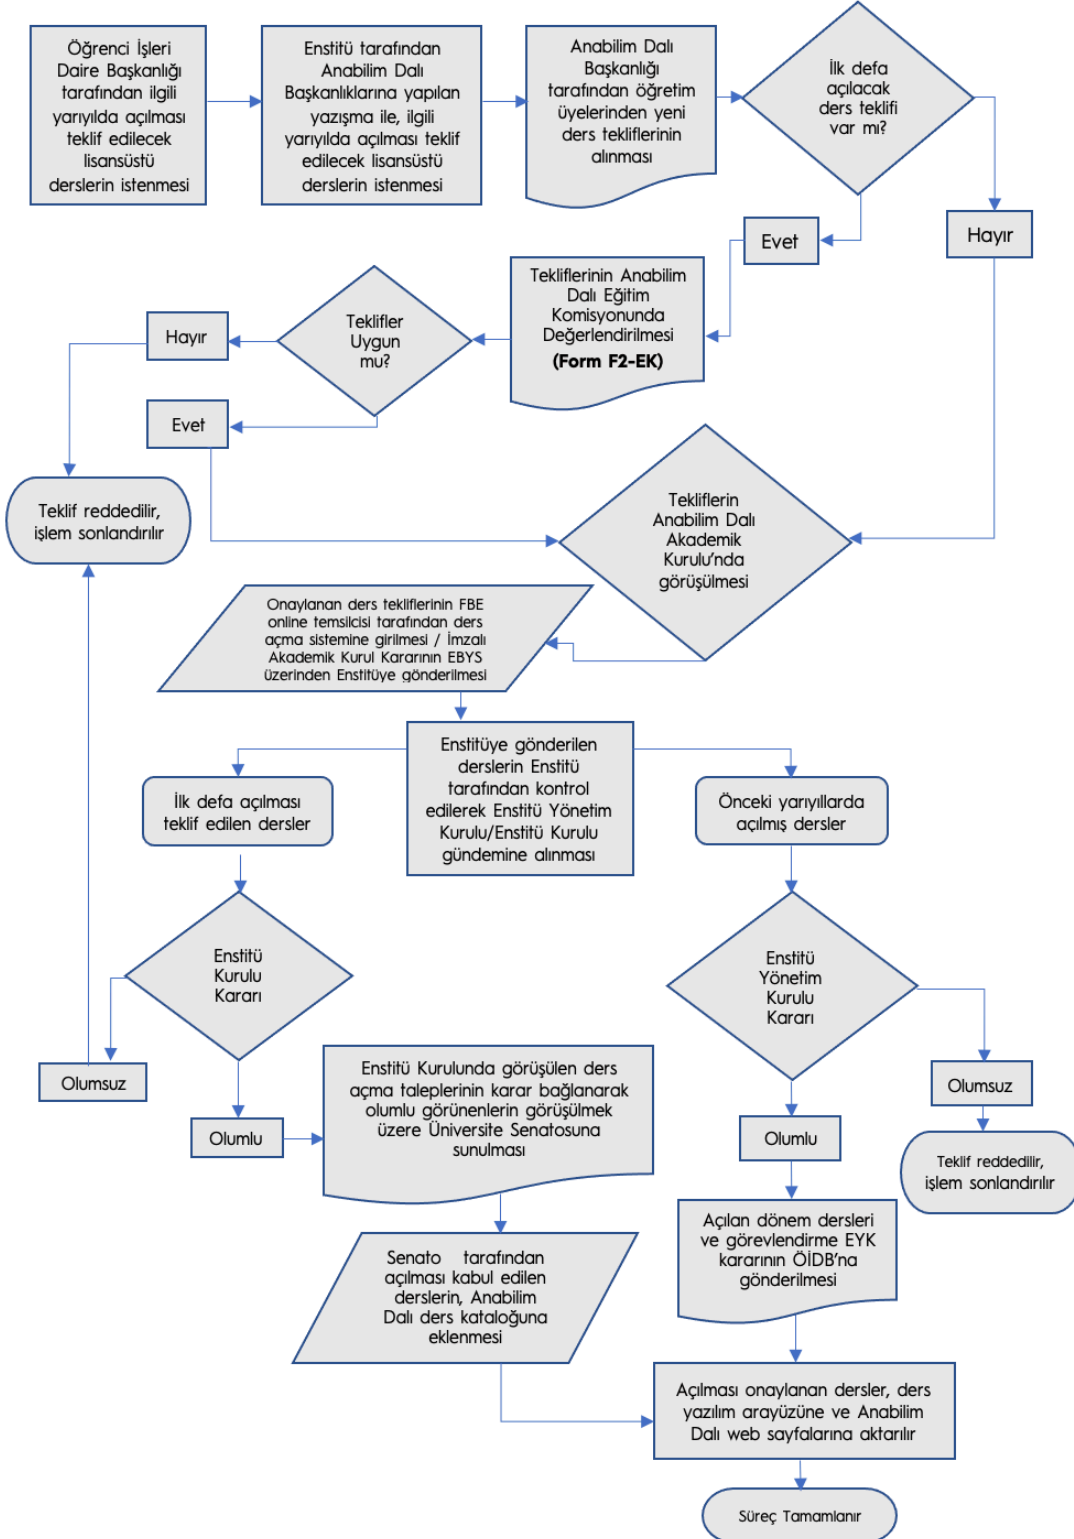 Öğrenci İşleri
Daire Başkanlığı
tarafından ilgili
yarıyılda açılması
teklif edilecek
lisansüstü
derslerin istenmesi
Enstitü tarafından
Anabilim Dalı
Başkanlıklarına yapılan
yazışma ile, ilgili
yarıyılda açılması teklif
edilecek lisansüstü
derslerin istenmesi
Anabilim Dalı
Başkanlığı
tarafından öğretim
üyelerinden yeni
ders tekliflerinin
alınması
İlk defa
açılacak
ders teklifi
var mı?
Evet
Hayır
Tekliflerinin Anabilim
Dalı Eğitim
Komisyonunda
Değerlendirilmesi
(Form F2-EK)
Teklifler
Uygun
mu?
Hayır
Evet
Teklif reddedilir,
işlem sonlandırılır
Tekliflerin
Anabilim Dalı
Akademik
Kurulu'nda
görüşülmesi
Onaylanan ders tekliflerinin FBE
online temsilcisi tarafından ders
açma sistemine girilmesi / İmzalı
Akademik Kurul Kararının EBYS
üzerinden Enstitüye gönderilmesi
Enstitüye gönderilen
derslerin Enstitü
tarafından kontrol
edilerek Enstitü Yönetim
Kurulu/Enstitü Kurulu
gündemine alınması
İlk defa açılması
teklif edilen dersler
Önceki yarıyıllarda
açılmış dersler
Enstitü
Kurulu
Kararı
Enstitü
Yönetim
Kurulu
Kararı
Olumsuz
Olumlu
Enstitü Kurulunda görüşülen ders
açma taleplerinin karar bağlanarak
olumlu görünenlerin görüşülmek
üzere Üniversite Senatosuna
sunulması
Olumlu
Olumsuz
Teklif reddedilir,
işlem sonlandırılır
Senato tarafından
açılması kabul edilen
derslerin, Anabilim
Dalı ders kataloğuna
eklenmesi
Açılan dönem dersleri
ve görevlendirme EYK
kararının ÖİDB'na
gönderilmesi
Açılması onaylanan dersler, ders
yazılım arayüzüne ve Anabilim
Dalı web sayfalarına aktarılır
Süreç Tamamlanır